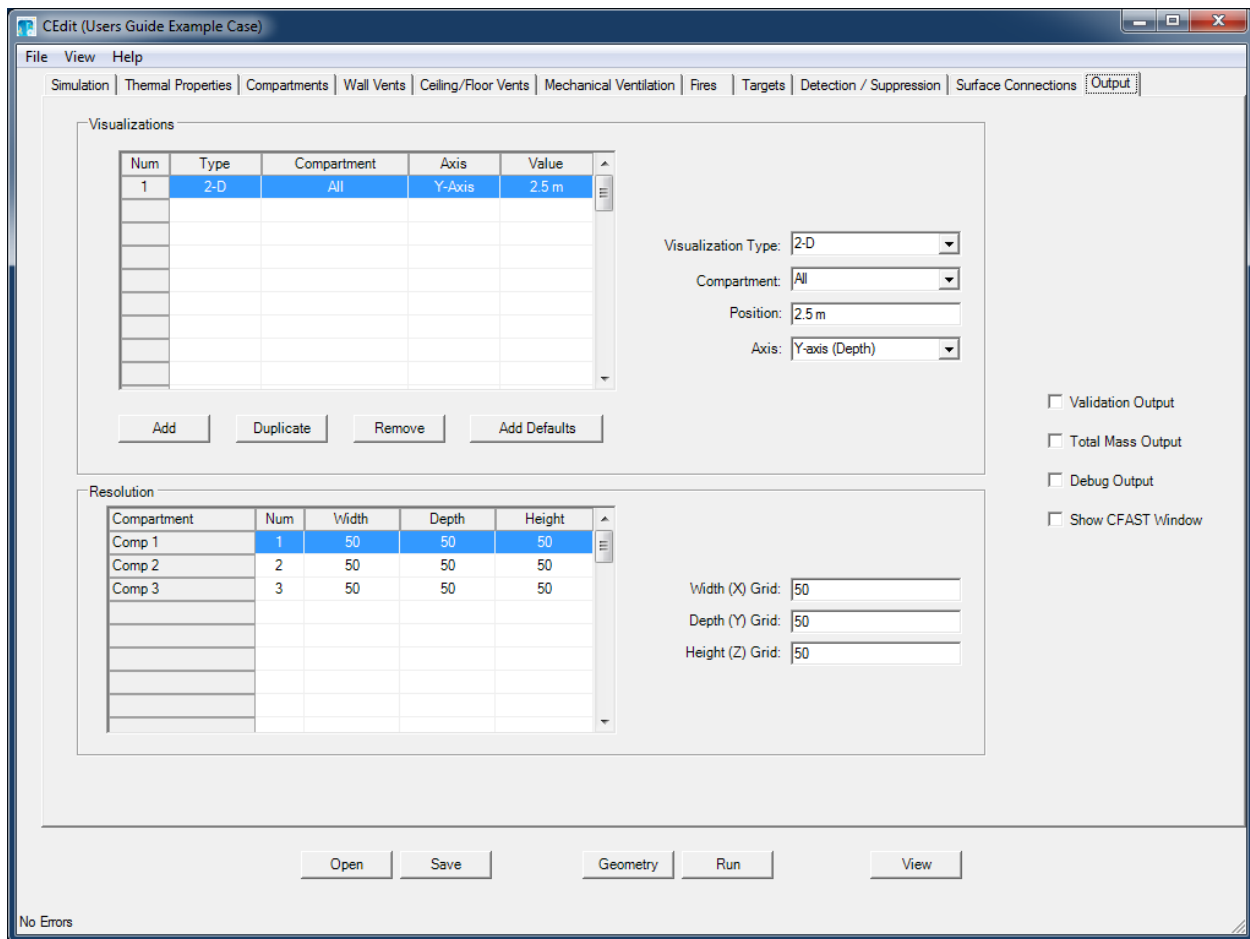 CEdit (Users Guide Example Case)
File View Help
Simulation Thermal Properties Compartments Wall Vents Ceiling/Floor Vents Mechanical Ventilation Fires Targets Detection / Suppression Surface Connections Output
Visualizations
Num Type Compartment Axis Value
1 2-D All Y-Axis 2.5 m
Visualization Type: 2-D
Compartment: All
Position: 2.5 m
Axis: Y-axis (Depth)
Add Duplicate Remove Add Defaults
Validation Output
Total Mass Output
Debug Output
Show CFAST Window
Resolution
Compartment Num Width Depth Height
Comp 1 1 50 50 50
Comp 2 2 50 50 50
Comp 3 3 50 50 50
Width (X) Grid: 50
Depth (Y) Grid: 50
Height (Z) Grid: 50
Open Save Geometry Run View
No Errors